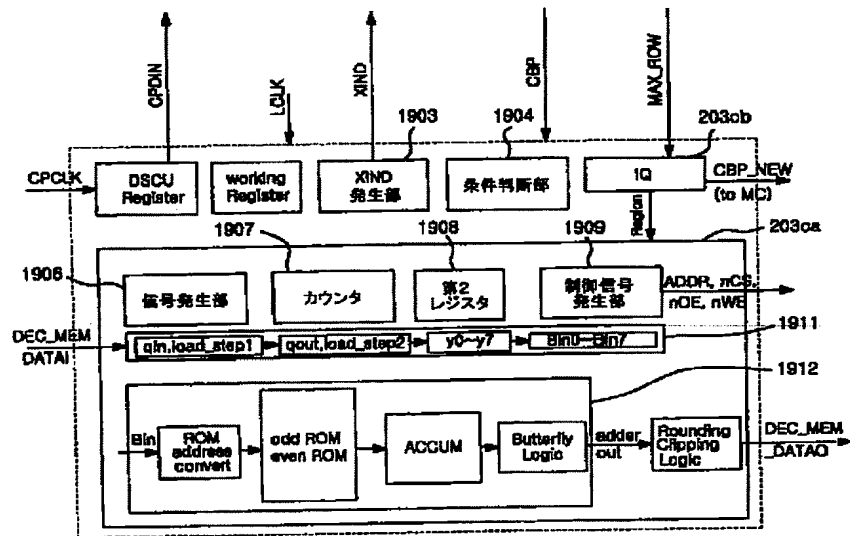 CPDIN
LCLK
XIND
CBP
MAX_ROW
1903
1904
203cb
CPCLK
DSCU
Register
working
Register
XIND
発生部
条件判断部
IQ
CBP_NEW
(to MC)
Region
203ca
1906
1907
1908
1909
信号発生部
カウンタ
第2
レジスタ
制御信号
発生部
ADDR, nCS,
nOE, nWE
DEC_MEM
DATAI
qin,load_step1
qout,load_step2
y0~y7
Bin0~Bin7
1911
1912
Bin
ROM
address
convert
odd ROM
even ROM
ACCUM
Butterfly
Logic
adder
out
Rounding
Clipping
Logic
DEC_MEM
_DATAO